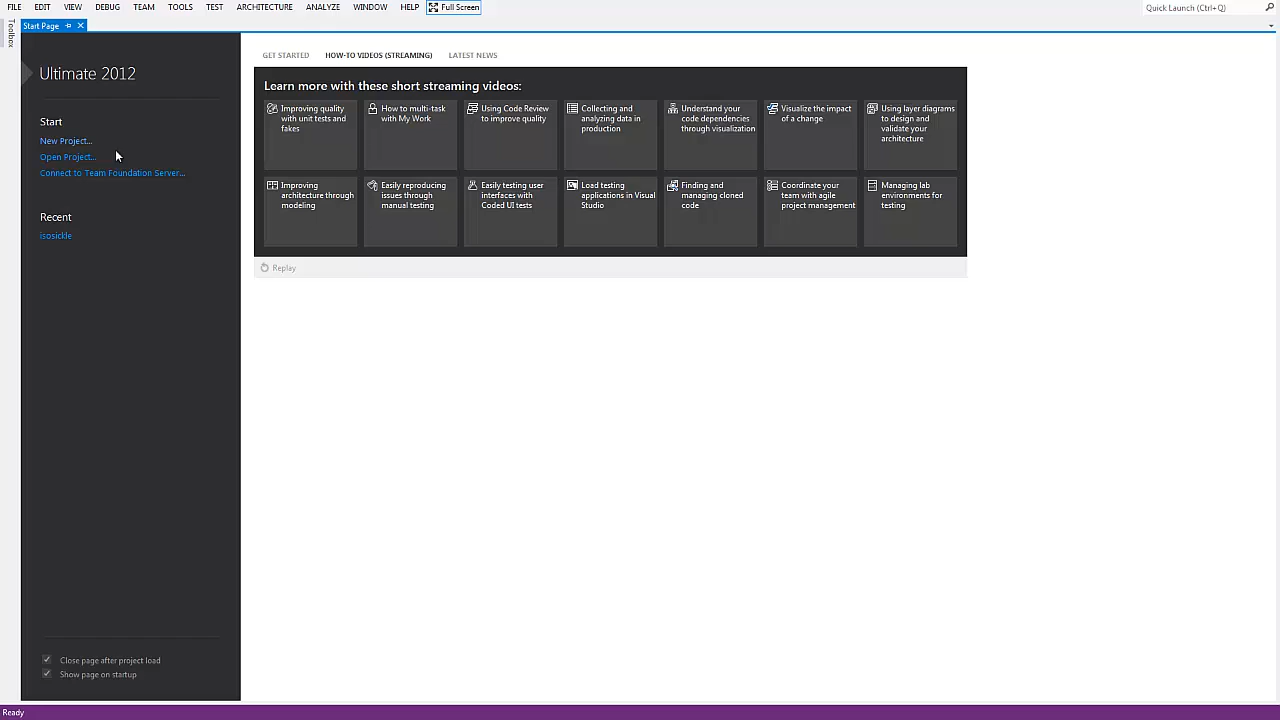 FILE EDIT VIEW DEBUG TEAM TOOLS TEST ARCHITECTURE ANALYZE WINDOW HELP Full Screen Quick Launch (Ctrl+Q)
Toolbox
Start Page
Ultimate 2012
Start
New Project...
Open Project...
Connect to Team Foundation Server...
Recent
isosickle
Close page after project load
Show page on startup
GET STARTED HOW-TO VIDEOS (STREAMING) LATEST NEWS
Learn more with these short streaming videos:
Improving quality
with unit tests and
fakes
How to multi-task
with My Work
Using Code Review
to improve quality
Collecting and
analyzing data in
production
Understand your
code dependencies
through visualization
Visualize the impact
of a change
Using layer diagrams
to design and
validate your
architecture
Improving
architecture through
modeling
Easily reproducing
issues through
manual testing
Easily testing user
interfaces with
Coded UI tests
Load testing
applications in Visual
Studio
Finding and
managing cloned
code
Coordinate your
team with agile
project management
Managing lab
environments for
testing
Replay
Ready